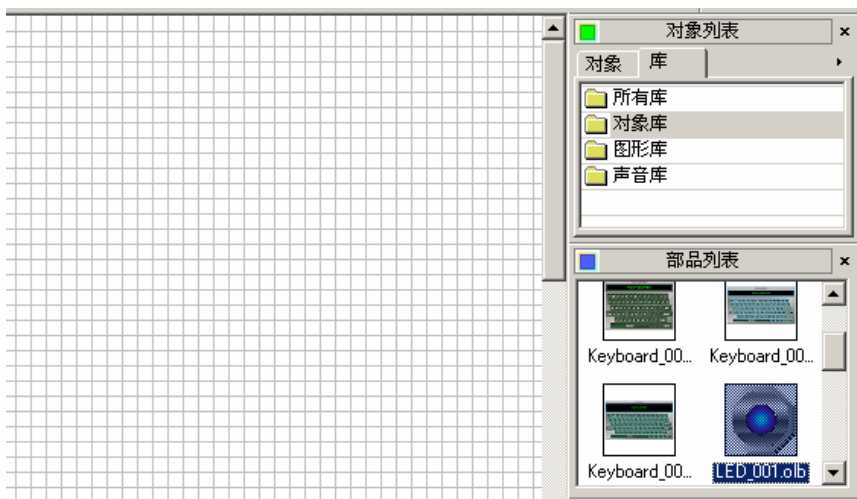 对象列表
对象 库
所有库
对象库
图形库
声音库
部品列表
Keyboard_00... Keyboard_00...
Keyboard_00... LED_001.olb